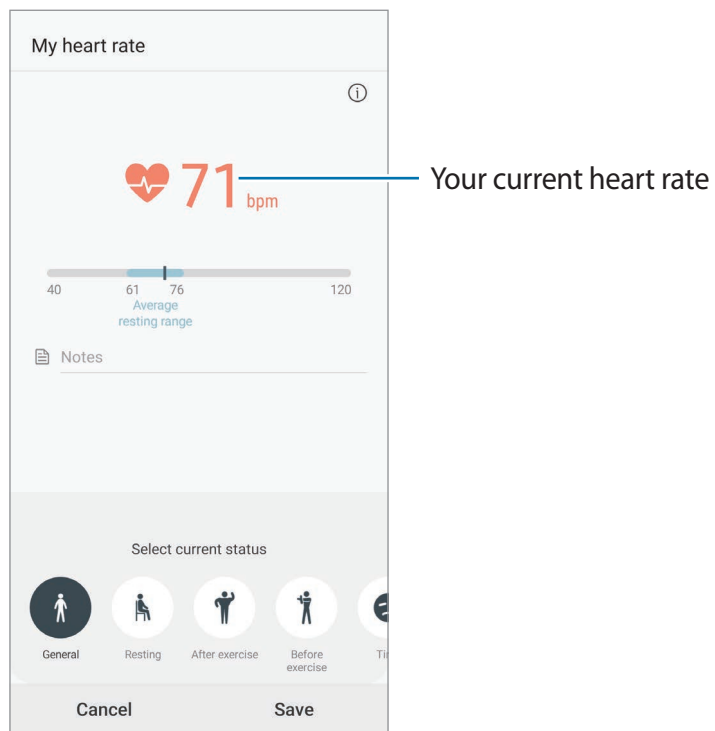 My heart rate
71 bpm
Your current heart rate
40 61 76 120
Average
resting range
Notes
Select current status
General Resting After exercise Before
exercise
Cancel Save